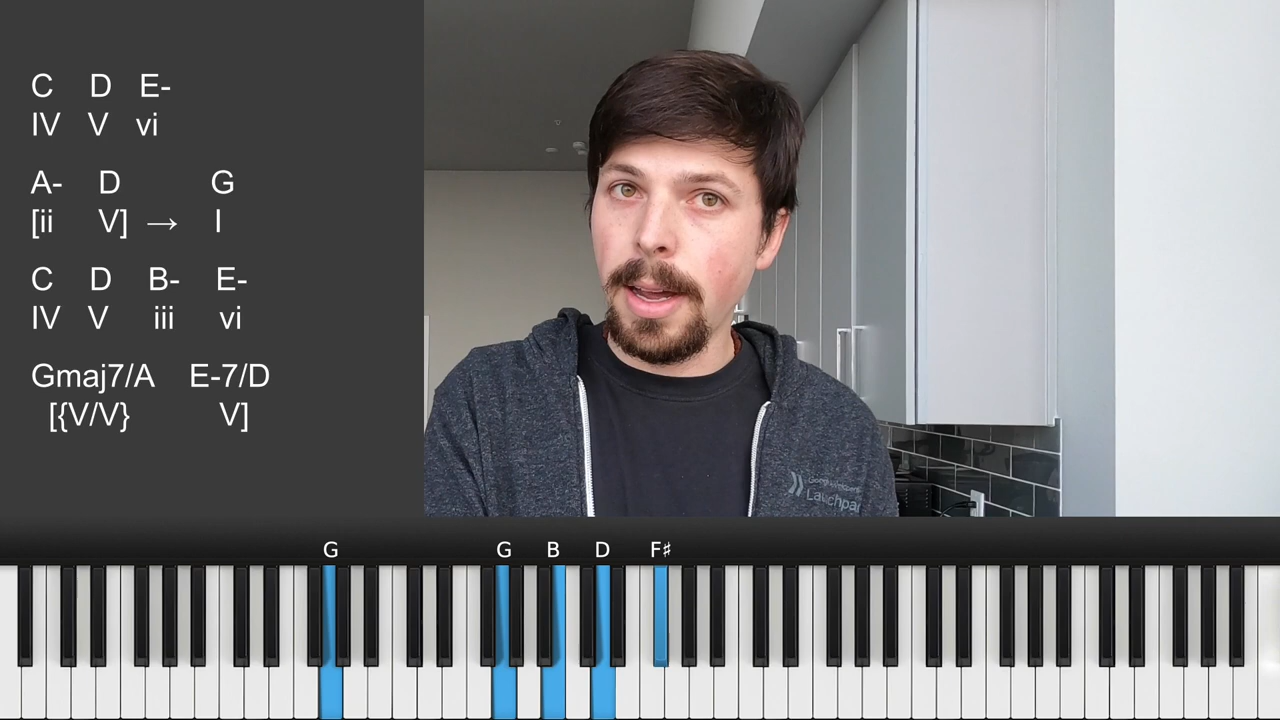 C D E-
IV V vi
A- D G
[ii V] → I
C D B- E-
IV V iii vi
Gmaj7/A E-7/D
[{V/V} V]
G G B D F♯